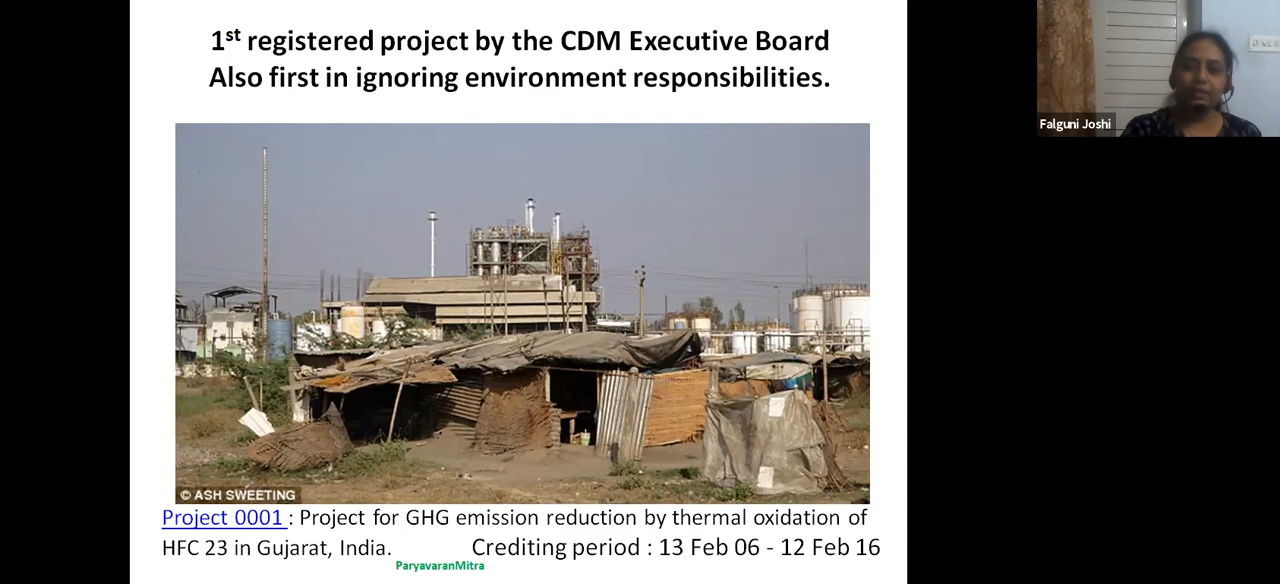 1st registered project by the CDM Executive Board
Also first in ignoring environment responsibilities.
Falguni Joshi
© ASH SWEETING
Project 0001 : Project for GHG emission reduction by thermal oxidation of
HFC 23 in Gujarat, India. Crediting period : 13 Feb 06 - 12 Feb 16
ParyavaranMitra